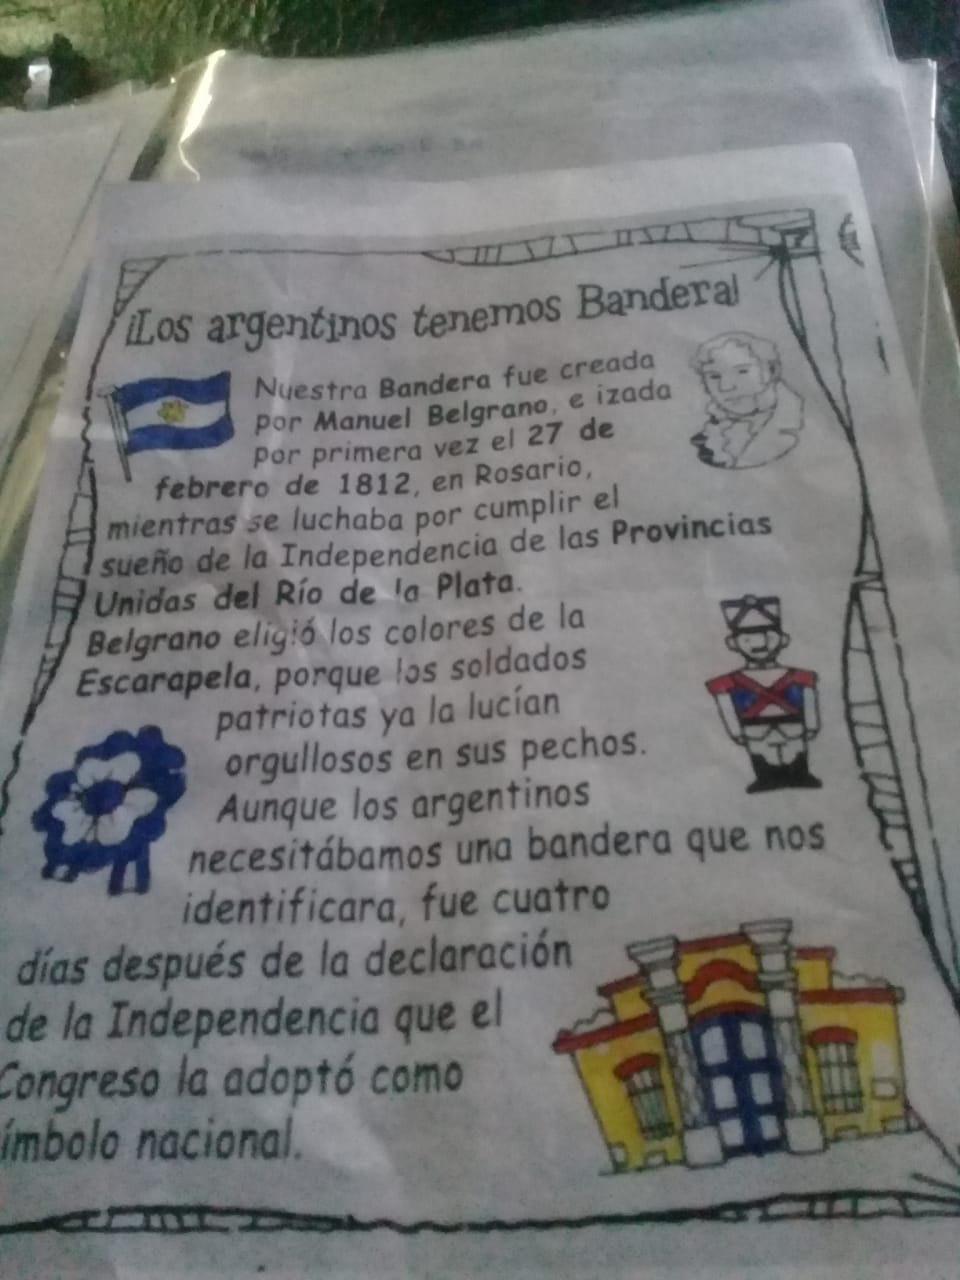 ¡Los argentinos tenemos Bandera!
Nuestra Bandera fue creada
por Manuel Belgrano, e izada
por primera vez el 27 de
febrero de 1812, en Rosario,
mientras se luchaba por cumplir el
sueño de la Independencia de las Provincias
Unidas del Río de la Plata.
Belgrano eligió los colores de la
Escarapela, porque los soldados
patriotas ya la lucían
orgullosos en sus pechos.
Aunque los argentinos
necesitábamos una bandera que nos
identificara, fue cuatro
días después de la declaración
de la Independencia que el
Congreso la adoptó como
ímbolo nacional.